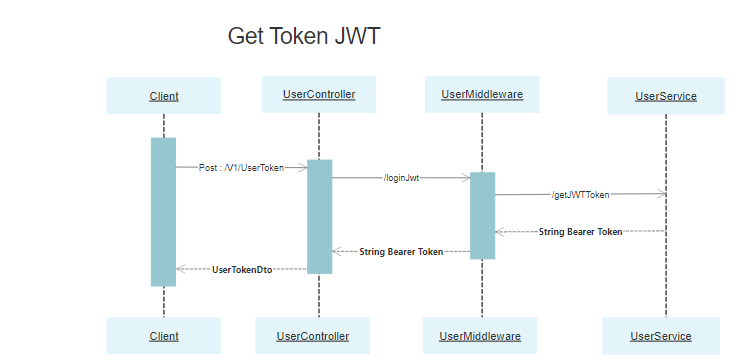 Get Token JWT
Client
UserController
UserMiddleware
UserService
Post : /V1/UserToken
/loginJwt
/getJWTToken
String Bearer Token
String Bearer Token
UserTokenDto
Client
UserController
UserMiddleware
UserService